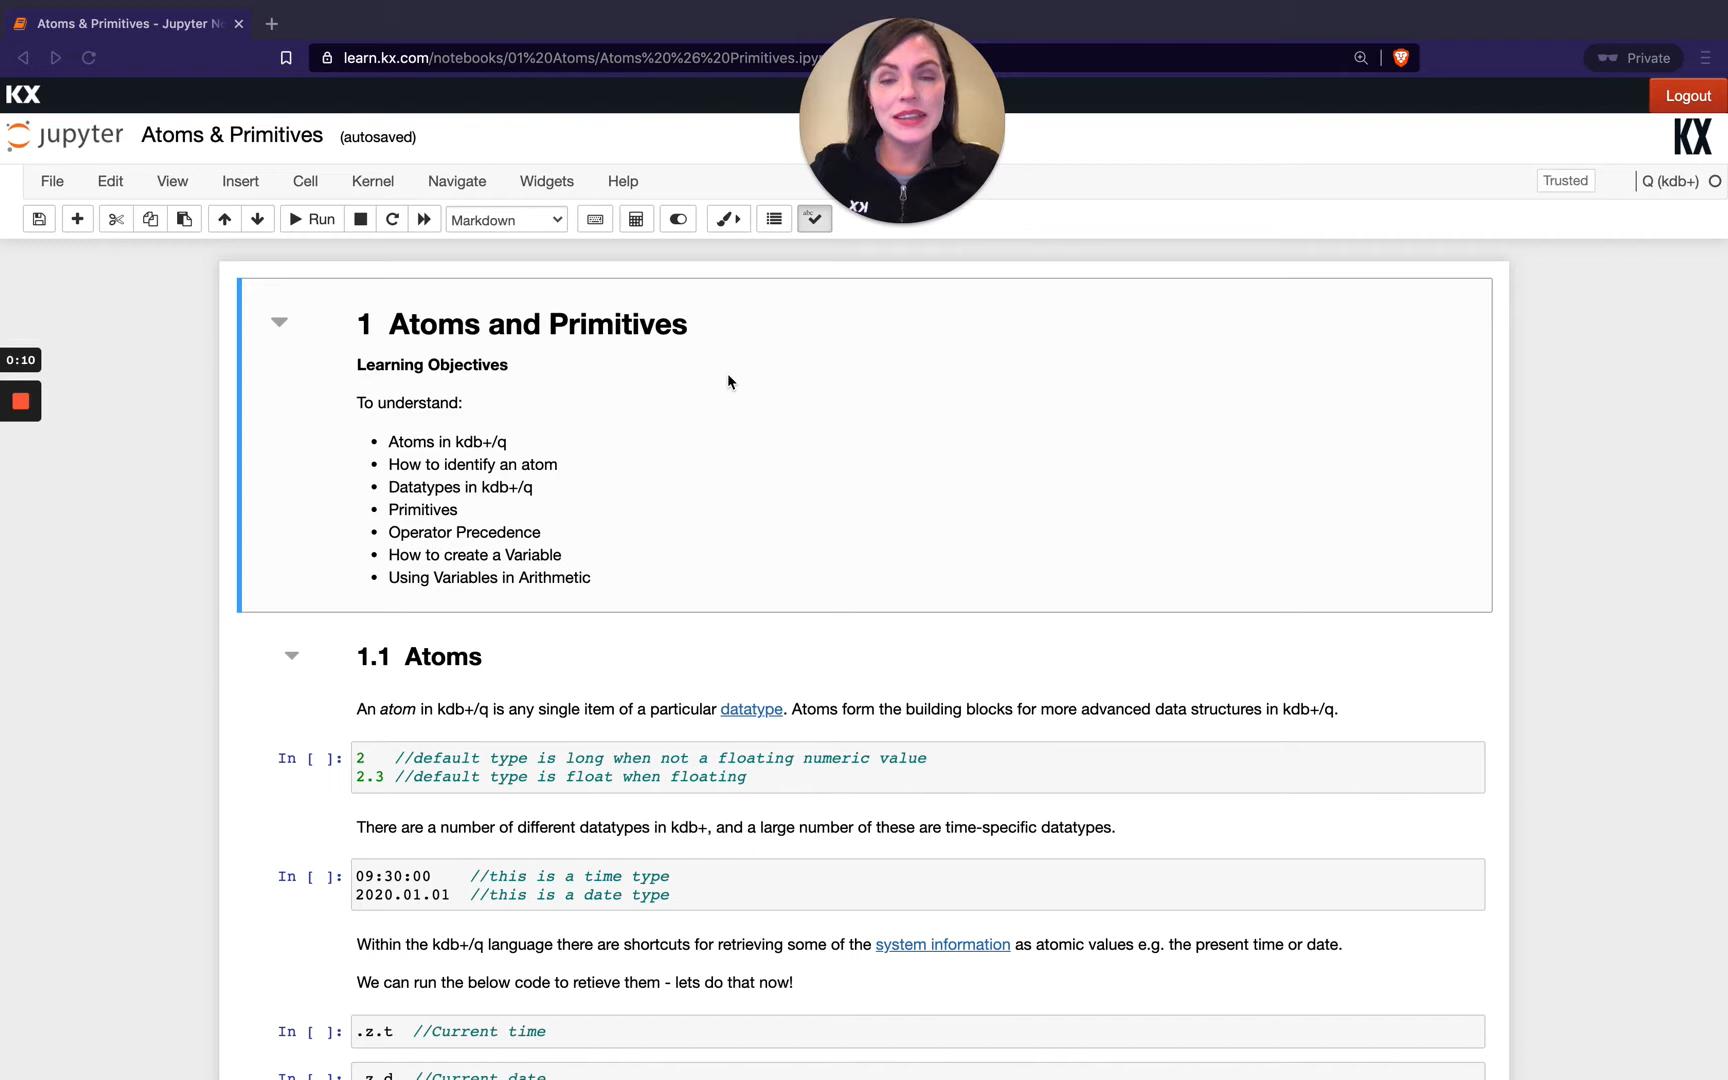 Atoms & Primitives - Jupyter No
learn.kx.com/notebooks/01%20Atoms/Atoms%20%26%20Primitives.ipyn
Private
KX
Logout
jupyter Atoms & Primitives (autosaved)
KX
File Edit View Insert Cell Kernel Navigate Widgets Help
Trusted
Q (kdb+)
Run
Markdown
abc
KX
1 Atoms and Primitives
0:10
Learning Objectives
To understand:
• Atoms in kdb+/q
• How to identify an atom
• Datatypes in kdb+/q
• Primitives
• Operator Precedence
• How to create a Variable
• Using Variables in Arithmetic
1.1 Atoms
An atom in kdb+/q is any single item of a particular datatype. Atoms form the building blocks for more advanced data structures in kdb+/q.
In [ ]: 2 //default type is long when not a floating numeric value
2.3 //default type is float when floating
There are a number of different datatypes in kdb+, and a large number of these are time-specific datatypes.
In [ ]: 09:30:00 //this is a time type
2020.01.01 //this is a date type
Within the kdb+/q language there are shortcuts for retrieving some of the system information as atomic values e.g. the present time or date.
We can run the below code to retieve them - lets do that now!
In [ ]: .z.t //Current time
In [ ]: .z.d //Current date